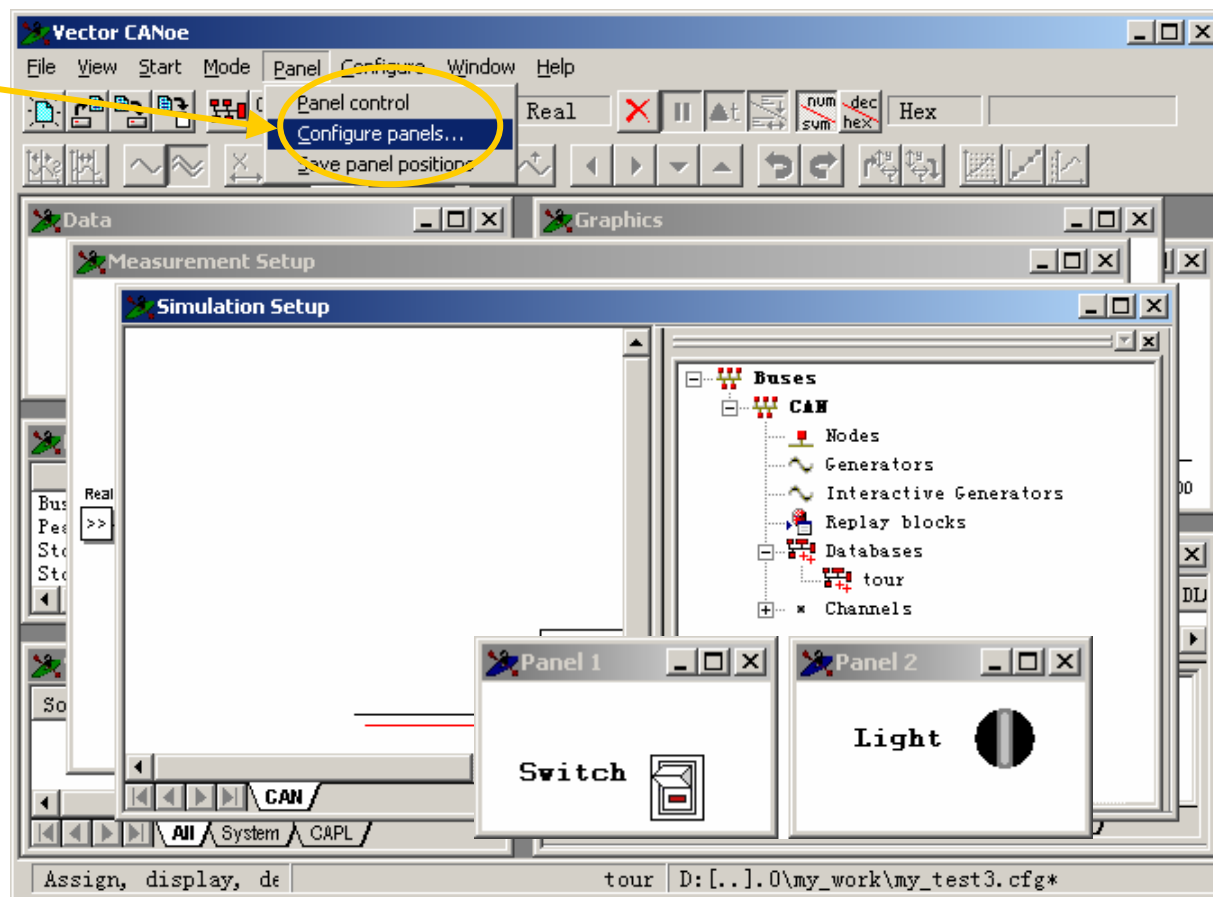 Vector CANoe
File View Start Mode Panel Configure Window Help
Panel control
Configure panels...
Save panel positions
Real
num
sym
dec
hex
Hex
Data
Graphics
Measurement Setup
Simulation Setup
Buses
CAN
Nodes
Generators
Interactive Generators
Replay blocks
Databases
tour
Channels
Real
>>
Bus
Sto
Sto
00
DL
So
Panel 1
Switch
Panel 2
Light
CAN
All System CAPL
Assign, display, de
tour
D:[..].0\my_work\my_test3.cfg*